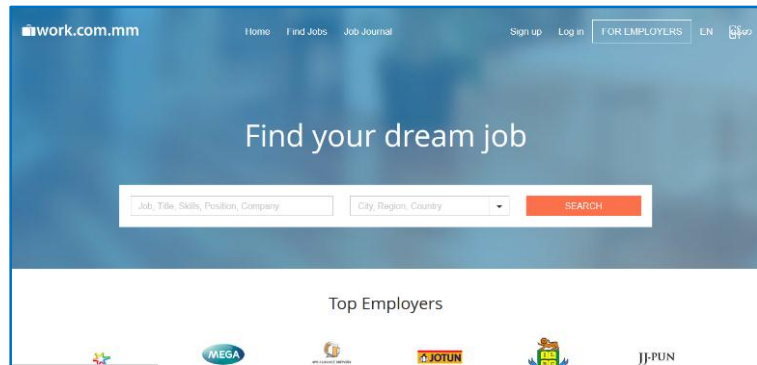 work.com.mm
Home Find Jobs Job Journal Sign up Log in FOR EMPLOYERS EN
Find your dream job
Job, Title, Skills, Position, Company City, Region, Country SEARCH
Top Employers
MEGA JOTUN JJ-PUN